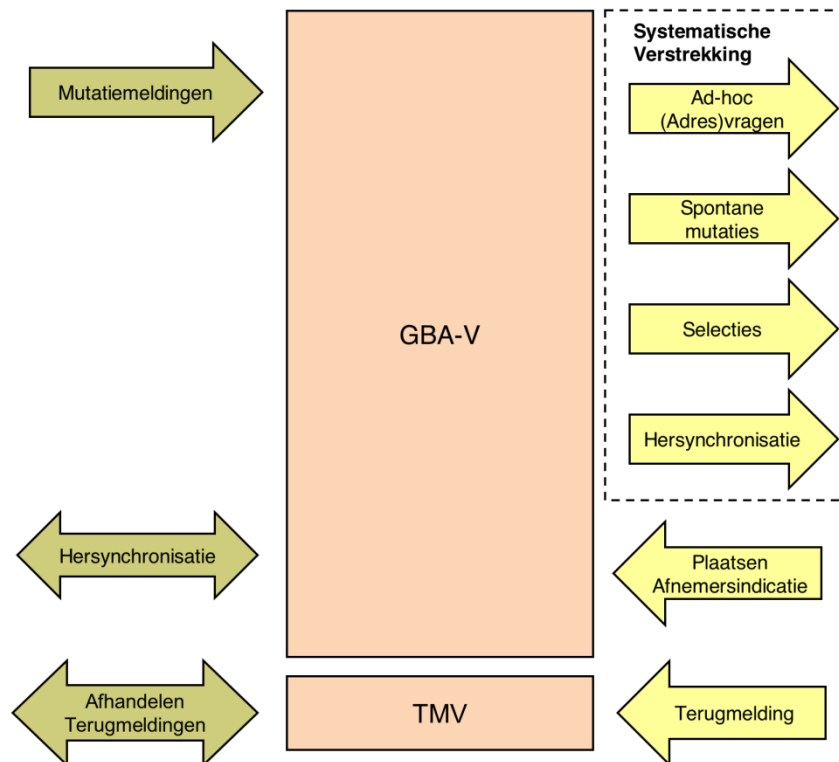 Mutatiemeldingen
GBA-V
Systematische
Verstrekking
Ad-hoc
(Adres)vragen
Spontane
mutaties
Selecties
Hersynchronisatie
Hersynchronisatie
Plaatsen
Afnemersindicatie
Afhandelen
Terugmeldingen
TMV
Terugmelding